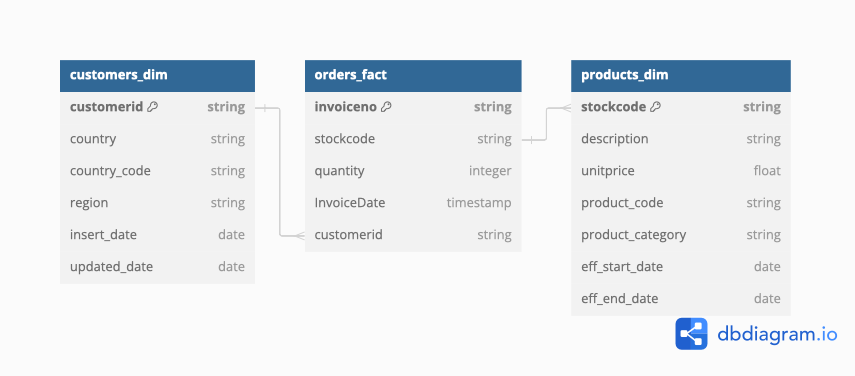 customers_dim
customerid string
country string
country_code string
region string
insert_date date
updated_date date
orders_fact
invoiceno string
stockcode string
quantity integer
InvoiceDate timestamp
customerid string
products_dim
stockcode string
description string
unitprice float
product_code string
product_category string
eff_start_date date
eff_end_date date
dbdiagram.io